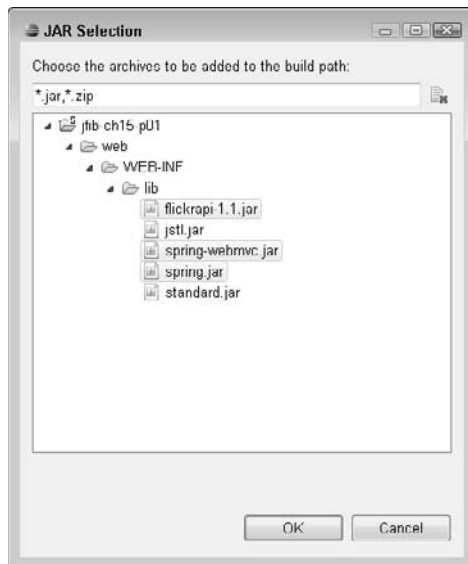 JAR Selection
Choose the archives to be added to the build path:
*.jar,*.zip
jfib-ch15-p01
web
WEB-INF
lib
flickrapi-1.1.jar
jstl.jar
spring-webmvc.jar
spring.jar
standard.jar
OK
Cancel